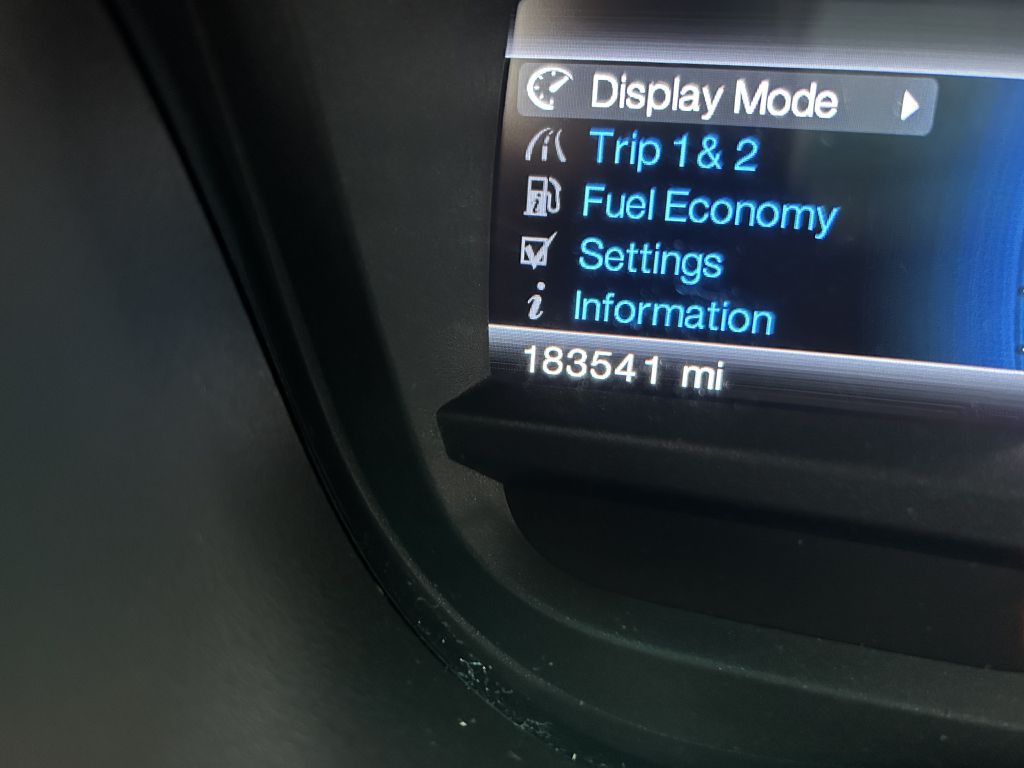 Display Mode
Trip 1 & 2
Fuel Economy
Settings
Information
183541 mi